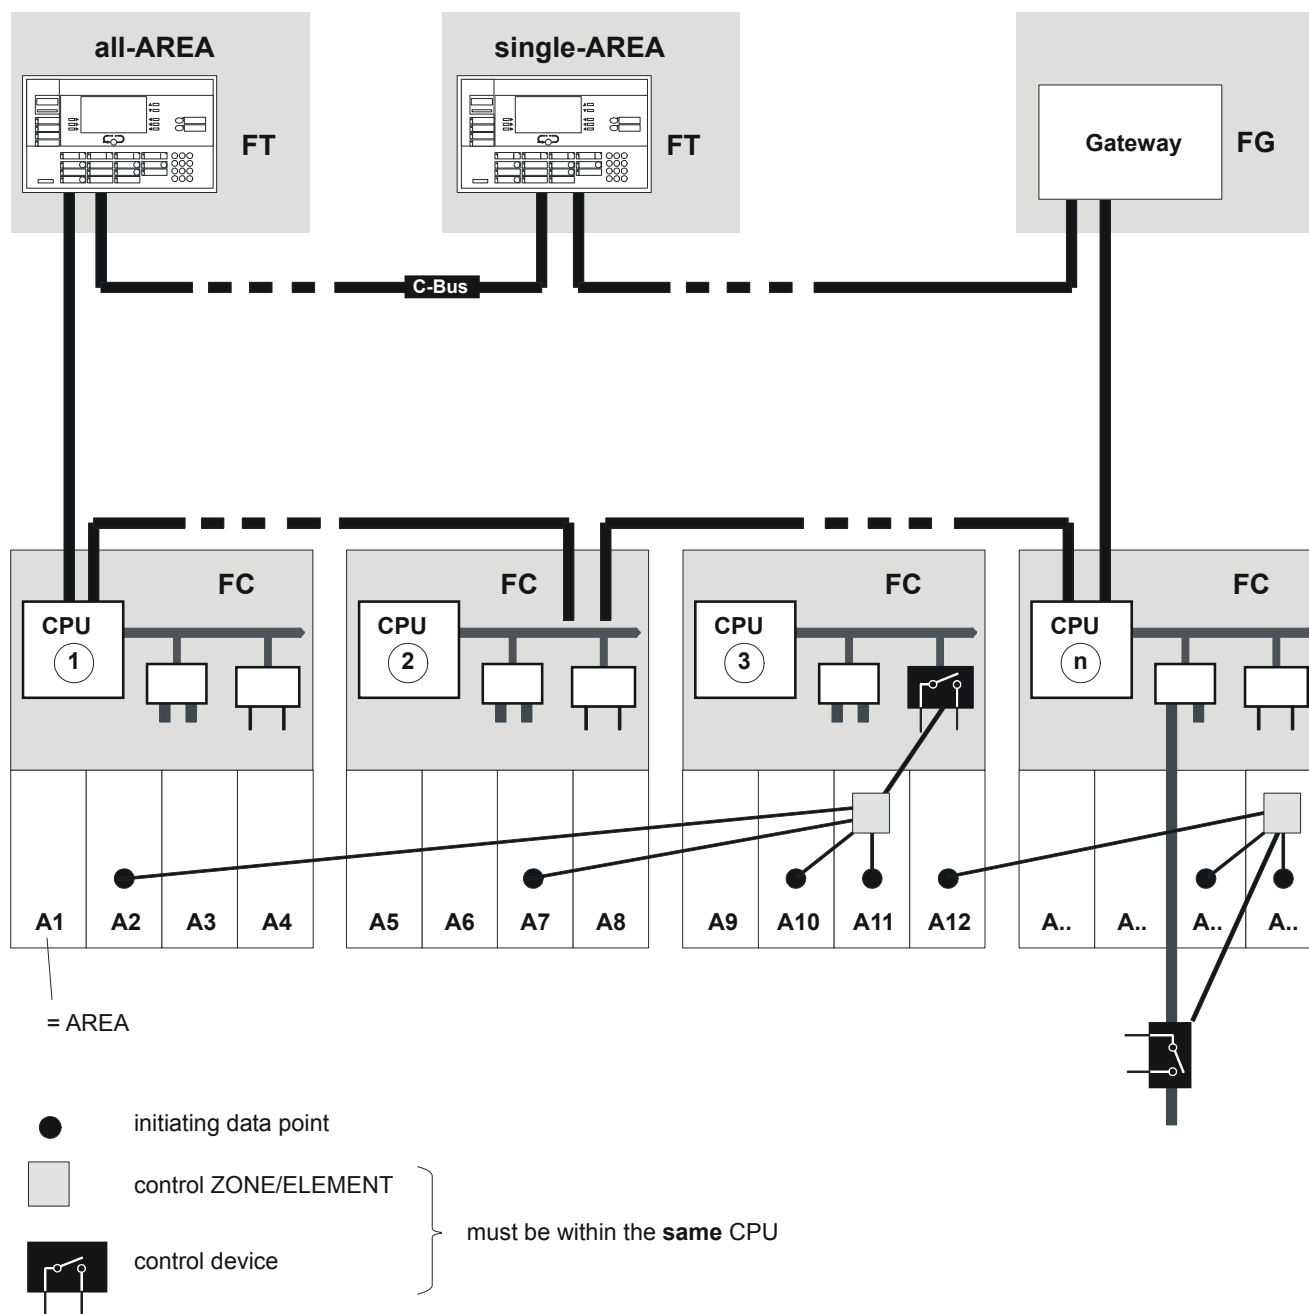 all-AREA
single-AREA
FT
FT
Gateway
FG
C-Bus
FC
FC
FC
FC
CPU
1
CPU
2
CPU
3
CPU
n
A1
A2
A3
A4
A5
A6
A7
A8
A9
A10
A11
A12
A..
A..
A..
A..
= AREA
initiating data point
control ZONE/ELEMENT
must be within the same CPU
control device